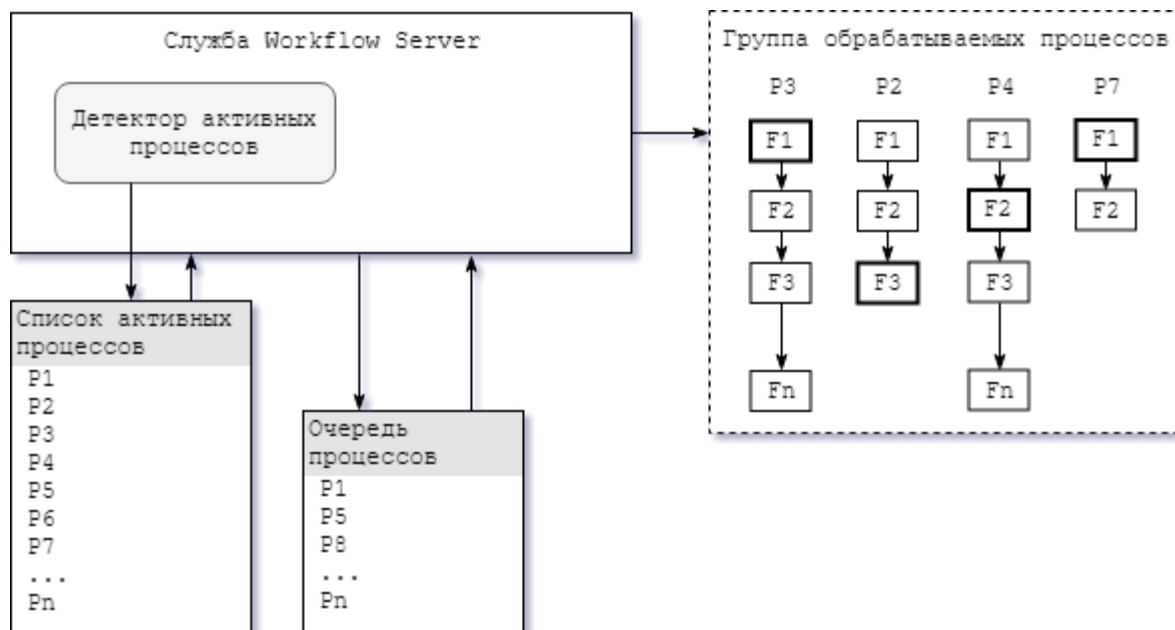 Служба Workflow Server
Детектор активных
процессов
Список активных
процессов
P1
P2
P3
P4
P5
P6
P7
...
Pn
Очередь
процессов
P1
P5
P8
...
Pn
Группа обрабатываемых процессов
P3 P2 P4 P7
F1 F1 F1 F1
F2 F2 F2 F2
F3 F3 F3
Fn Fn